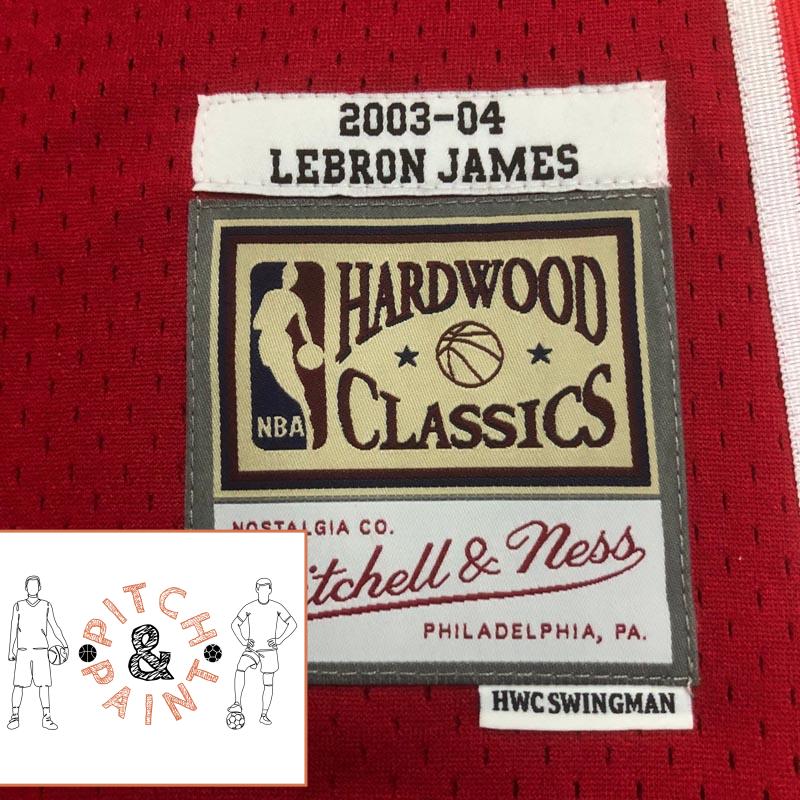 2003-04
LEBRON JAMES
HARDWOOD
CLASSICS
NBA
NOSTALGIA CO.
itchell & Ness
PHILADELPHIA, PA.
HWC SWINGMAN
PITCH
&
PAINT